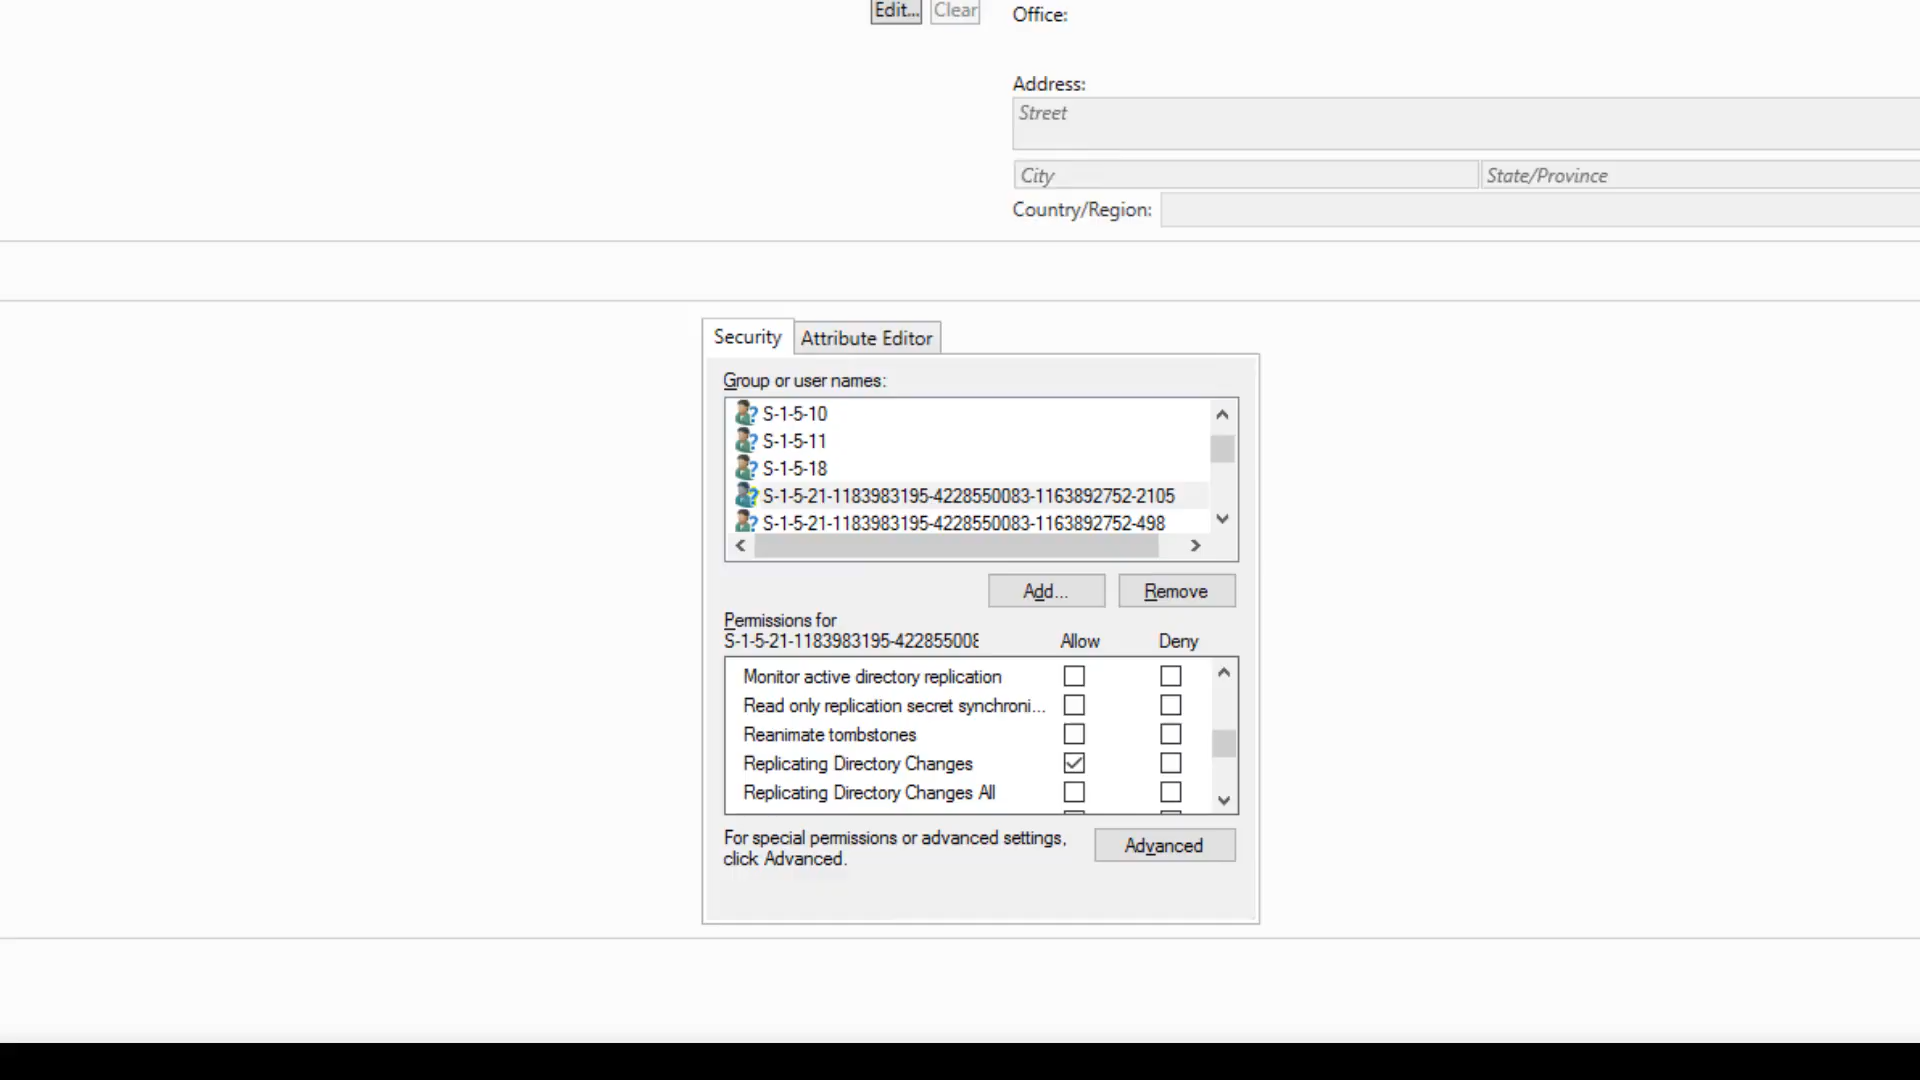 Edit... Clear
Office:
Address:
Street
City
State/Province
Country/Region:
Security
Attribute Editor
Group or user names:
S-1-5-10
S-1-5-11
S-1-5-18
S-1-5-21-1183983195-4228550083-1163892752-2105
S-1-5-21-1183983195-4228550083-1163892752-498
Add...
Remove
Permissions for
S-1-5-21-1183983195-422855008
Allow
Deny
Monitor active directory replication
Read only replication secret synchroni...
Reanimate tombstones
Replicating Directory Changes
Replicating Directory Changes All
For special permissions or advanced settings,
click Advanced.
Advanced